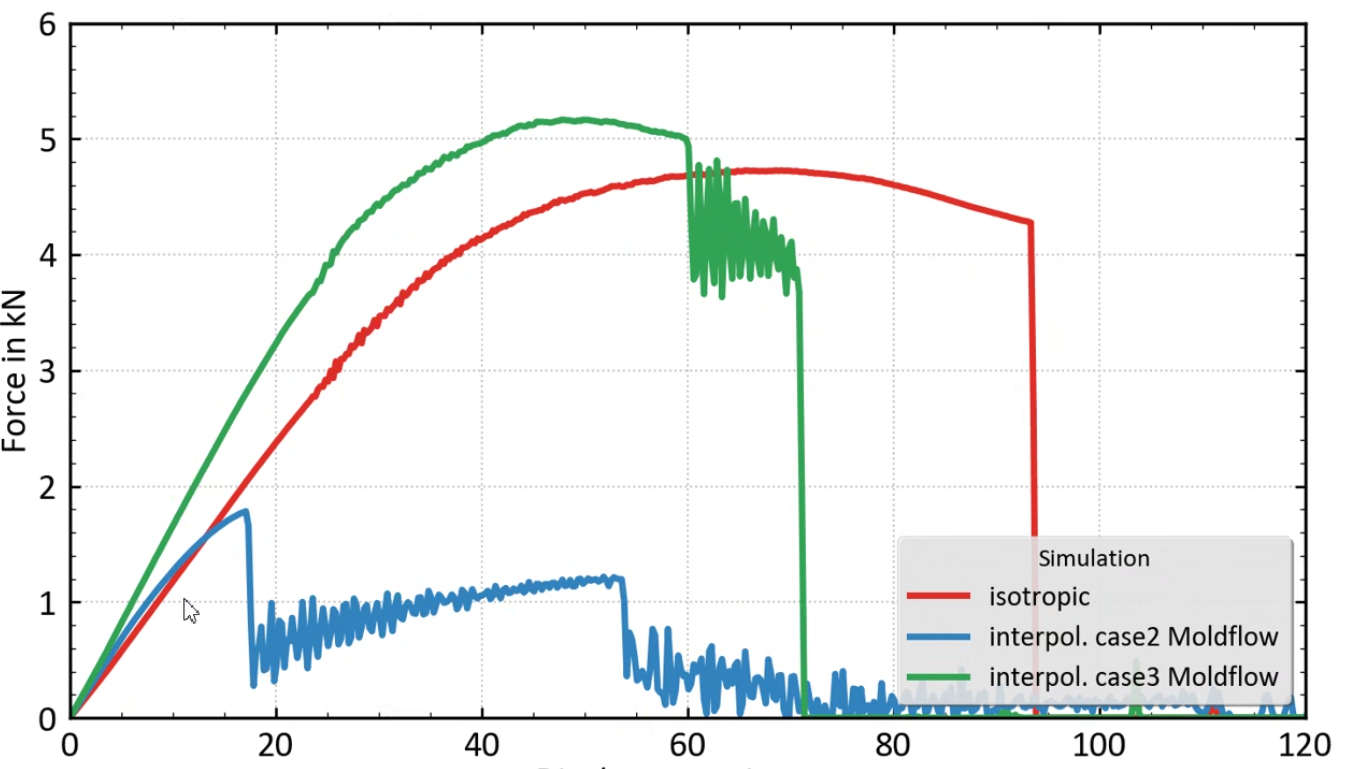 6
5
4
3
2
1
0
Force in kN
0 20 40 60 80 100 120
Simulation
isotropic
interpol. case2 Moldflow
interpol. case3 Moldflow